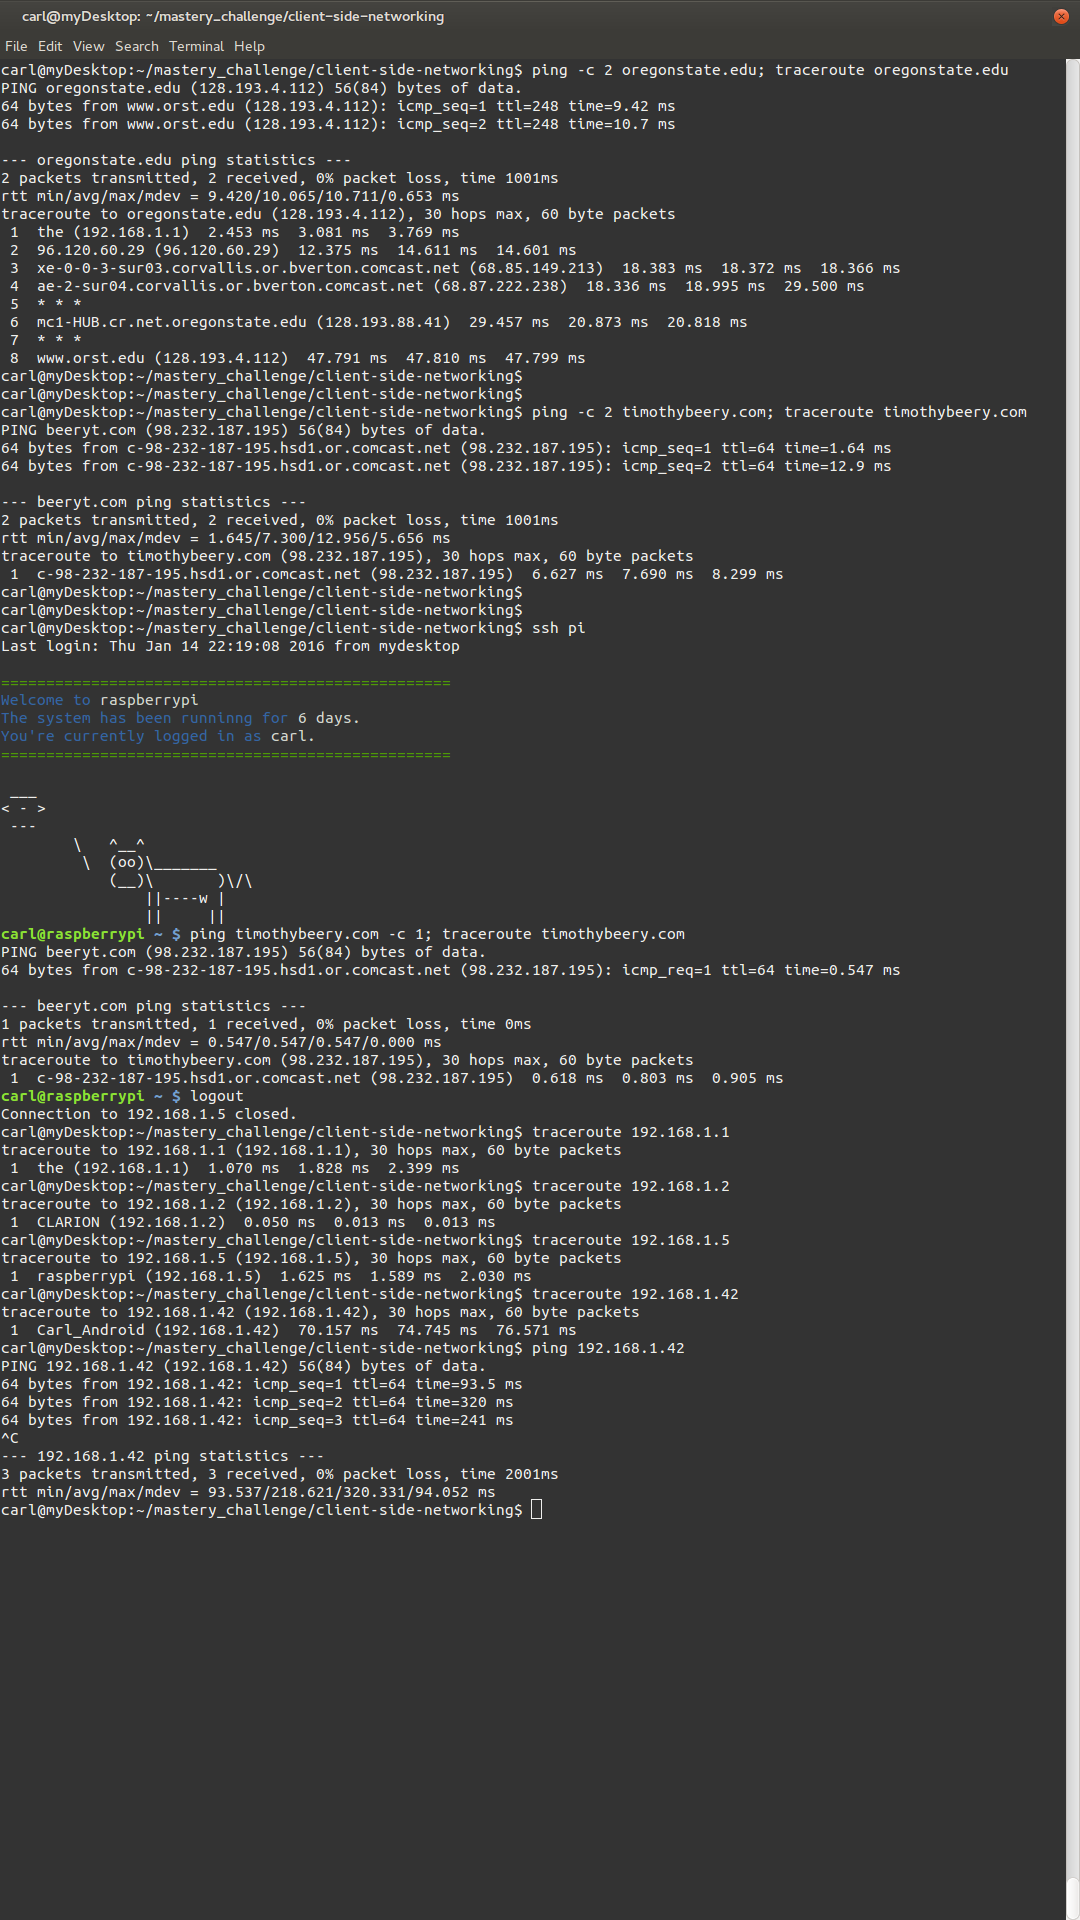 carl@myDesktop: ~/mastery_challenge/client-side-networking
File Edit View Search Terminal Help
carl@myDesktop:~/mastery_challenge/client-side-networking$ ping -c 2 oregonstate.edu; traceroute oregonstate.edu
PING oregonstate.edu (128.193.4.112) 56(84) bytes of data.
64 bytes from www.orst.edu (128.193.4.112): icmp_seq=1 ttl=248 time=9.42 ms
64 bytes from www.orst.edu (128.193.4.112): icmp_seq=2 ttl=248 time=10.7 ms

--- oregonstate.edu ping statistics ---
2 packets transmitted, 2 received, 0% packet loss, time 1001ms
rtt min/avg/max/mdev = 9.420/10.065/10.711/0.653 ms
traceroute to oregonstate.edu (128.193.4.112), 30 hops max, 60 byte packets
 1  the (192.168.1.1)  2.453 ms  3.081 ms  3.769 ms
 2  96.120.60.29 (96.120.60.29)  12.375 ms  14.611 ms  14.601 ms
 3  xe-0-0-3-sur03.corvallis.or.bverton.comcast.net (68.85.149.213)  18.383 ms  18.372 ms  18.366 ms
 4  ae-2-sur04.corvallis.or.bverton.comcast.net (68.87.222.238)  18.336 ms  18.995 ms  29.500 ms
 5  * * *
 6  mc1-HUB.cr.net.oregonstate.edu (128.193.88.41)  29.457 ms  20.873 ms  20.818 ms
 7  * * *
 8  www.orst.edu (128.193.4.112)  47.791 ms  47.810 ms  47.799 ms
carl@myDesktop:~/mastery_challenge/client-side-networking$
carl@myDesktop:~/mastery_challenge/client-side-networking$
carl@myDesktop:~/mastery_challenge/client-side-networking$ ping -c 2 timothybeery.com; traceroute timothybeery.com
PING beeryt.com (98.232.187.195) 56(84) bytes of data.
64 bytes from c-98-232-187-195.hsd1.or.comcast.net (98.232.187.195): icmp_seq=1 ttl=64 time=1.64 ms
64 bytes from c-98-232-187-195.hsd1.or.comcast.net (98.232.187.195): icmp_seq=2 ttl=64 time=12.9 ms

--- beeryt.com ping statistics ---
2 packets transmitted, 2 received, 0% packet loss, time 1001ms
rtt min/avg/max/mdev = 1.645/7.300/12.956/5.656 ms
traceroute to timothybeery.com (98.232.187.195), 30 hops max, 60 byte packets
 1  c-98-232-187-195.hsd1.or.comcast.net (98.232.187.195)  6.627 ms  7.690 ms  8.299 ms
carl@myDesktop:~/mastery_challenge/client-side-networking$
carl@myDesktop:~/mastery_challenge/client-side-networking$
carl@myDesktop:~/mastery_challenge/client-side-networking$ ssh pi
Last login: Thu Jan 14 22:19:08 2016 from mydesktop

==================================================
Welcome to raspberrypi
The system has been runninng for 6 days.
You're currently logged in as carl.
==================================================

 ___
< - >
 ---
        \   ^__^
         \  (oo)\_______
            (__)\       )\/\
                ||----w |
                ||     ||
carl@raspberrypi ~ $ ping timothybeery.com -c 1; traceroute timothybeery.com
PING beeryt.com (98.232.187.195) 56(84) bytes of data.
64 bytes from c-98-232-187-195.hsd1.or.comcast.net (98.232.187.195): icmp_req=1 ttl=64 time=0.547 ms

--- beeryt.com ping statistics ---
1 packets transmitted, 1 received, 0% packet loss, time 0ms
rtt min/avg/max/mdev = 0.547/0.547/0.547/0.000 ms
traceroute to timothybeery.com (98.232.187.195), 30 hops max, 60 byte packets
 1  c-98-232-187-195.hsd1.or.comcast.net (98.232.187.195)  0.618 ms  0.803 ms  0.905 ms
carl@raspberrypi ~ $ logout
Connection to 192.168.1.5 closed.
carl@myDesktop:~/mastery_challenge/client-side-networking$ traceroute 192.168.1.1
traceroute to 192.168.1.1 (192.168.1.1), 30 hops max, 60 byte packets
 1  the (192.168.1.1)  1.070 ms  1.828 ms  2.399 ms
carl@myDesktop:~/mastery_challenge/client-side-networking$ traceroute 192.168.1.2
traceroute to 192.168.1.2 (192.168.1.2), 30 hops max, 60 byte packets
 1  CLARION (192.168.1.2)  0.050 ms  0.013 ms  0.013 ms
carl@myDesktop:~/mastery_challenge/client-side-networking$ traceroute 192.168.1.5
traceroute to 192.168.1.5 (192.168.1.5), 30 hops max, 60 byte packets
 1  raspberrypi (192.168.1.5)  1.625 ms  1.589 ms  2.030 ms
carl@myDesktop:~/mastery_challenge/client-side-networking$ traceroute 192.168.1.42
traceroute to 192.168.1.42 (192.168.1.42), 30 hops max, 60 byte packets
 1  Carl_Android (192.168.1.42)  70.157 ms  74.745 ms  76.571 ms
carl@myDesktop:~/mastery_challenge/client-side-networking$ ping 192.168.1.42
PING 192.168.1.42 (192.168.1.42) 56(84) bytes of data.
64 bytes from 192.168.1.42: icmp_seq=1 ttl=64 time=93.5 ms
64 bytes from 192.168.1.42: icmp_seq=2 ttl=64 time=320 ms
64 bytes from 192.168.1.42: icmp_seq=3 ttl=64 time=241 ms
^C
--- 192.168.1.42 ping statistics ---
3 packets transmitted, 3 received, 0% packet loss, time 2001ms
rtt min/avg/max/mdev = 93.537/218.621/320.331/94.052 ms
carl@myDesktop:~/mastery_challenge/client-side-networking$